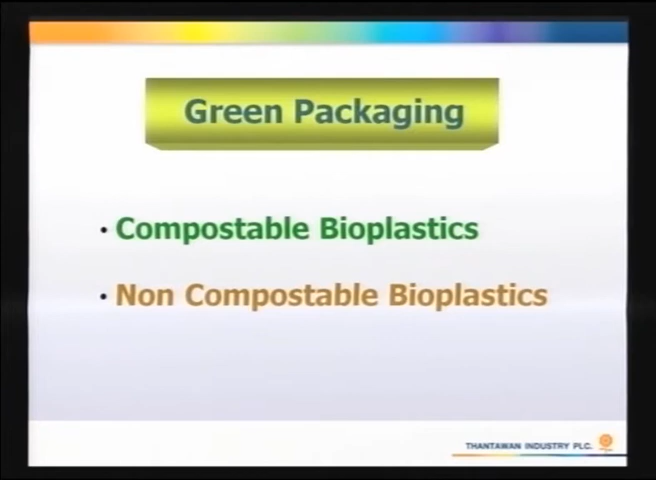 Green Packaging
• Compostable Bioplastics
• Non Compostable Bioplastics
THANTAWAN INDUSTRY PLC.